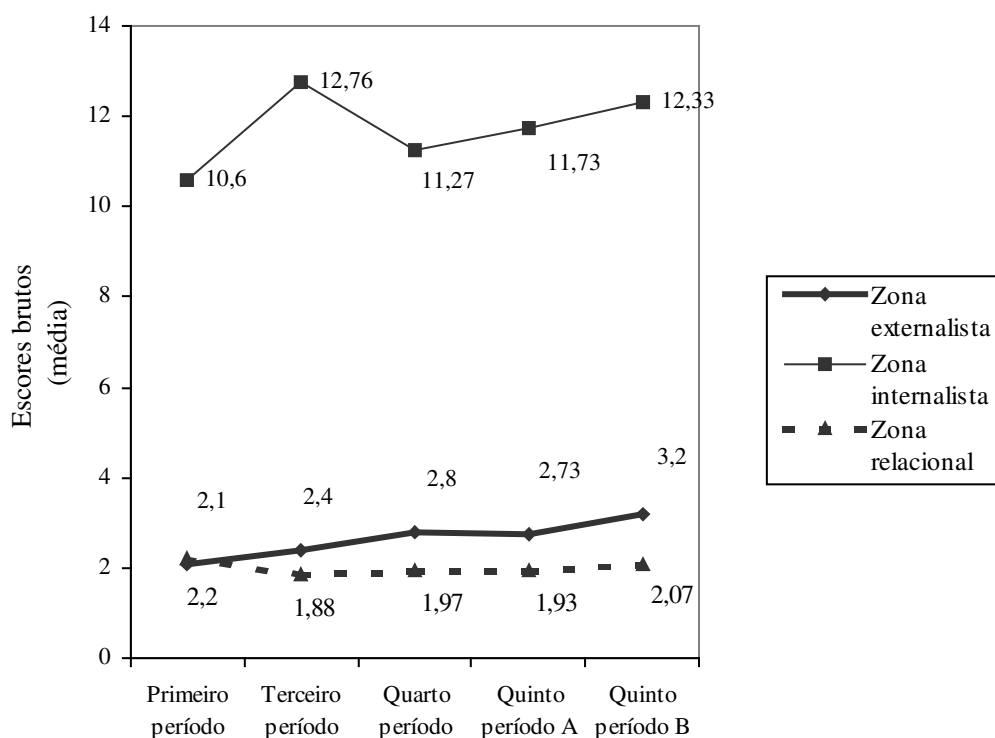 14
12
10
8
6
4
2
0
Escores brutos
(média)
10,6
12,76
11,27
11,73
12,33
2,1
2,4
2,8
2,73
3,2
2,2
1,88
1,97
1,93
2,07
Primeiro
período
Terceiro
período
Quarto
período
Quinto
período A
Quinto
período B
Zona
externalista
Zona
internalista
Zona
relacional